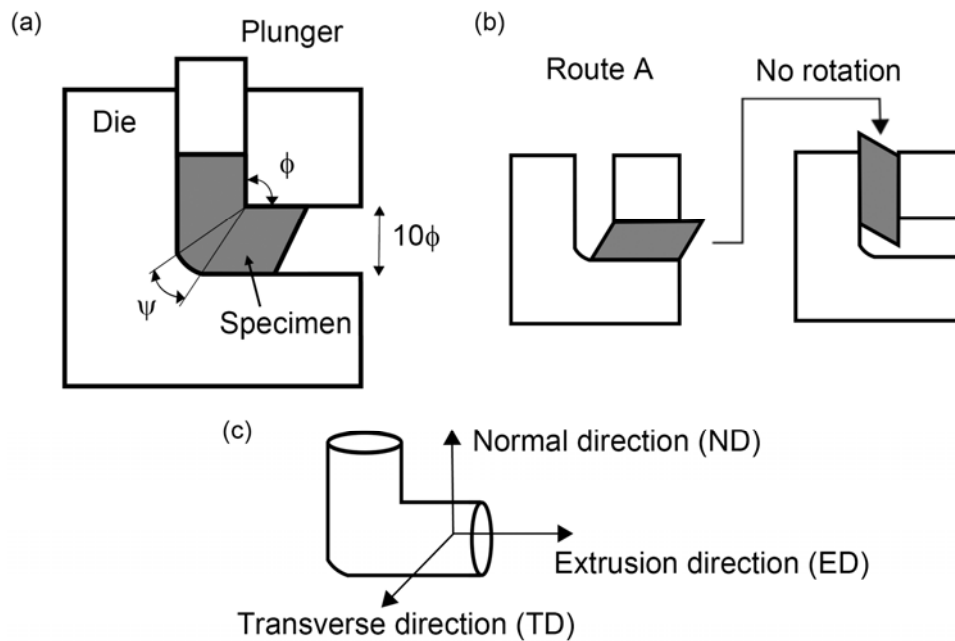 (a)
Plunger
Die
ϕ
10ϕ
ψ
Specimen
(b)
Route A
No rotation
(c)
Normal direction (ND)
Extrusion direction (ED)
Transverse direction (TD)